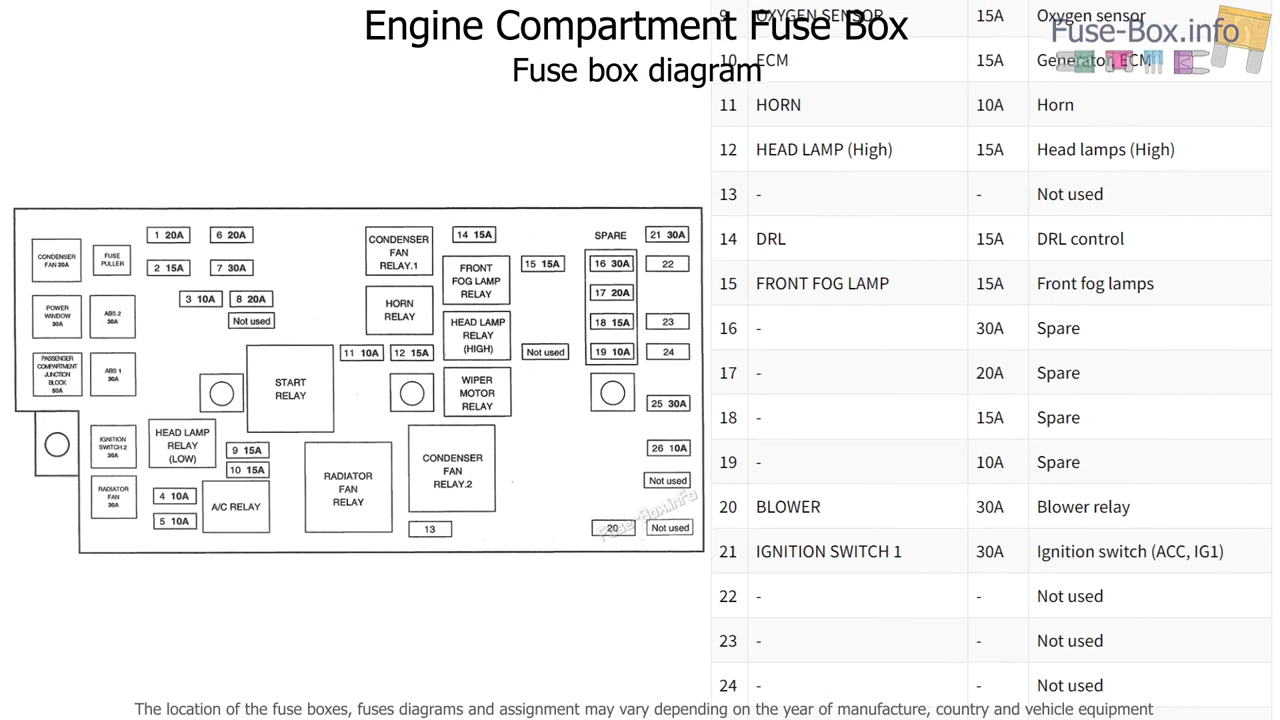 Engine Compartment Fuse Box
Fuse box diagram
Fuse-Box.info
9 OXYGEN SENSOR 15A Oxygen sensor
10 ECM 15A Generator, ECM
11 HORN 10A Horn
12 HEAD LAMP (High) 15A Head lamps (High)
13 - - Not used
14 DRL 15A DRL control
15 FRONT FOG LAMP 15A Front fog lamps
16 - 30A Spare
17 - 20A Spare
18 - 15A Spare
19 - 10A Spare
20 BLOWER 30A Blower relay
21 IGNITION SWITCH 1 30A Ignition switch (ACC, IG1)
22 - - Not used
23 - - Not used
24 - - Not used
CONDENSER
FAN 20A
FUSE
PULLER
1 20A
6 20A
2 15A
7 30A
3 10A
8 20A
Not used
POWER
WINDOW
30A
ABS.2
30A
PASSENGER
COMPARTMENT
JUNCTION
BLOCK
50A
ABS 1
30A
START
RELAY
CONDENSER
FAN
RELAY.1
HORN
RELAY
11 10A
12 15A
14 15A
FRONT
FOG LAMP
RELAY
HEAD LAMP
RELAY
(HIGH)
WIPER
MOTOR
RELAY
15 15A
Not used
SPARE
16 30A
17 20A
18 15A
19 10A
21 30A
22
23
24
25 30A
26 10A
Not used
20
Not used
IGNITION
SWITCH.2
30A
RADIATOR
FAN
30A
HEAD LAMP
RELAY
(LOW)
9 15A
10 15A
4 10A
5 10A
A/C RELAY
RADIATOR
FAN
RELAY
CONDENSER
FAN
RELAY.2
13
Fuse-Box.info
The location of the fuse boxes, fuses diagrams and assignment may vary depending on the year of manufacture, country and vehicle equipment